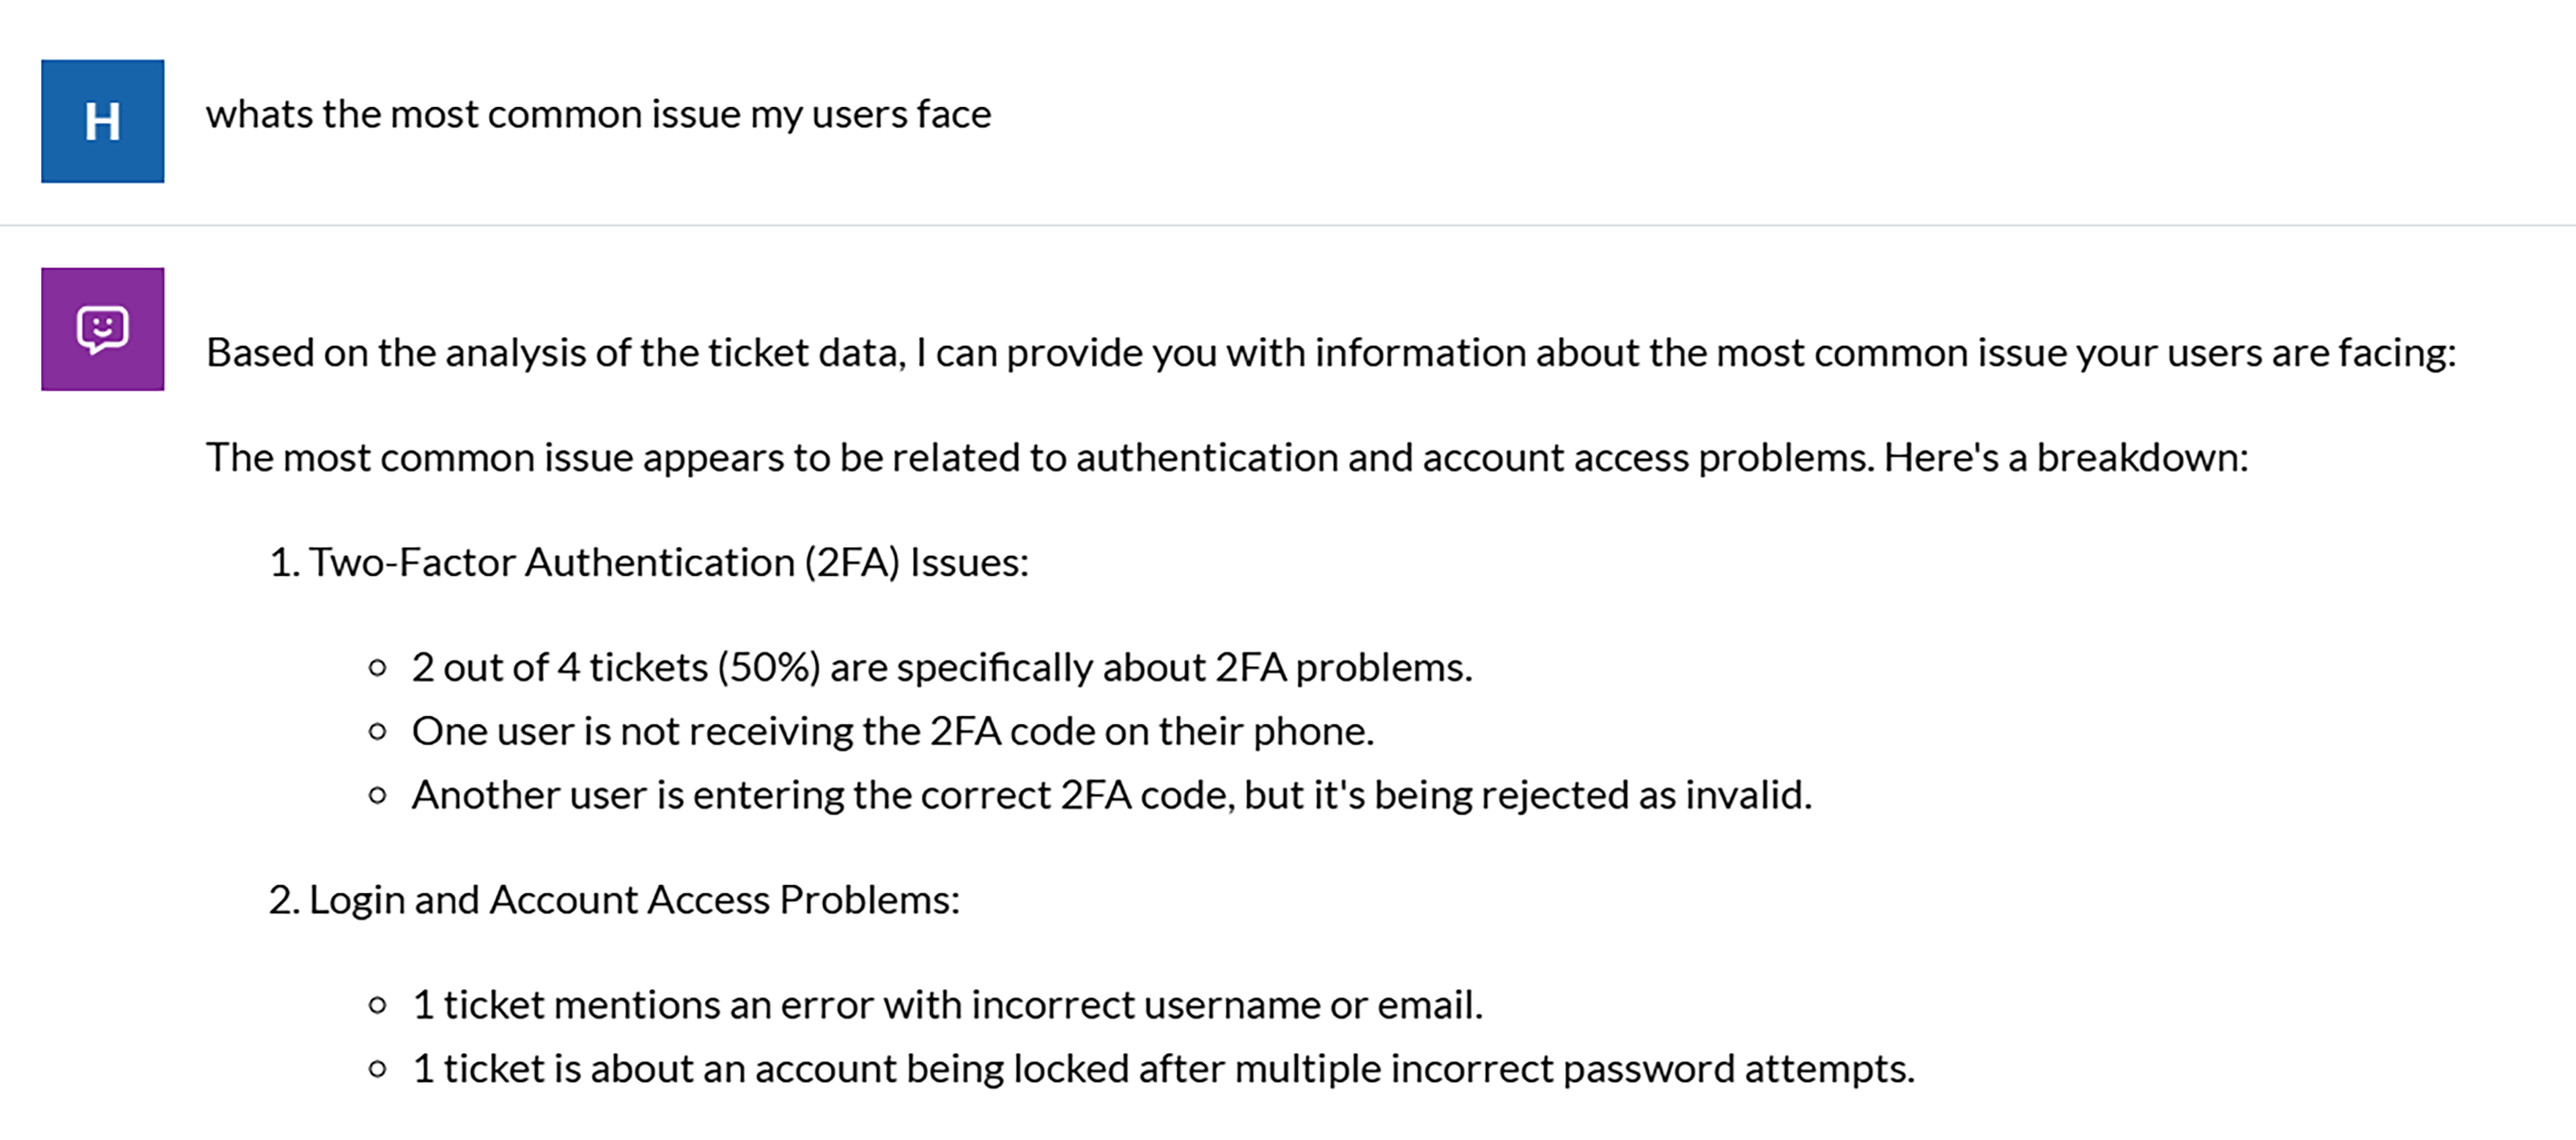 H
whats the most common issue my users face
Based on the analysis of the ticket data, I can provide you with information about the most common issue your users are facing:
The most common issue appears to be related to authentication and account access problems. Here's a breakdown:
1. Two-Factor Authentication (2FA) Issues:
○ 2 out of 4 tickets (50%) are specifically about 2FA problems.
○ One user is not receiving the 2FA code on their phone.
○ Another user is entering the correct 2FA code, but it's being rejected as invalid.
2. Login and Account Access Problems:
○ 1 ticket mentions an error with incorrect username or email.
○ 1 ticket is about an account being locked after multiple incorrect password attempts.